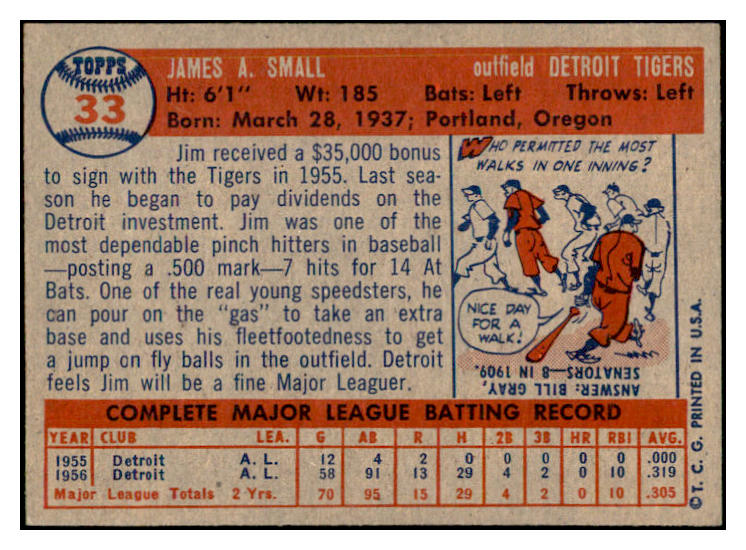 TOPPS
33
JAMES A. SMALL outfield DETROIT TIGERS
Ht: 6'1" Wt: 185 Bats: Left Throws: Left
Born: March 28, 1937; Portland, Oregon
Jim received a $35,000 bonus
to sign with the Tigers in 1955. Last sea-
son he began to pay dividends on the
Detroit investment. Jim was one of the
most dependable pinch hitters in baseball
—posting a .500 mark—7 hits for 14 At
Bats. One of the real young speedsters, he
can pour on the "gas" to take an extra
base and uses his fleetfootedness to get
a jump on fly balls in the outfield. Detroit
feels Jim will be a fine Major Leaguer.
WHO PERMITTED THE MOST
WALKS IN ONE INNING?
NICE DAY
FOR A
WALK!
ANSWER: BILL GRAY,
SENATORS—8 IN 1909.
COMPLETE MAJOR LEAGUE BATTING RECORD
YEAR CLUB LEA. G AB R H 2B 3B HR RBI AVG.
1955 Detroit A. L. 12 4 2 0 0 0 0 0 .000
1956 Detroit A. L. 58 91 13 29 4 2 0 10 .319
Major League Totals 2 Yrs. 70 95 15 29 4 2 0 10 .305
© T. C. G. PRINTED IN U.S.A.